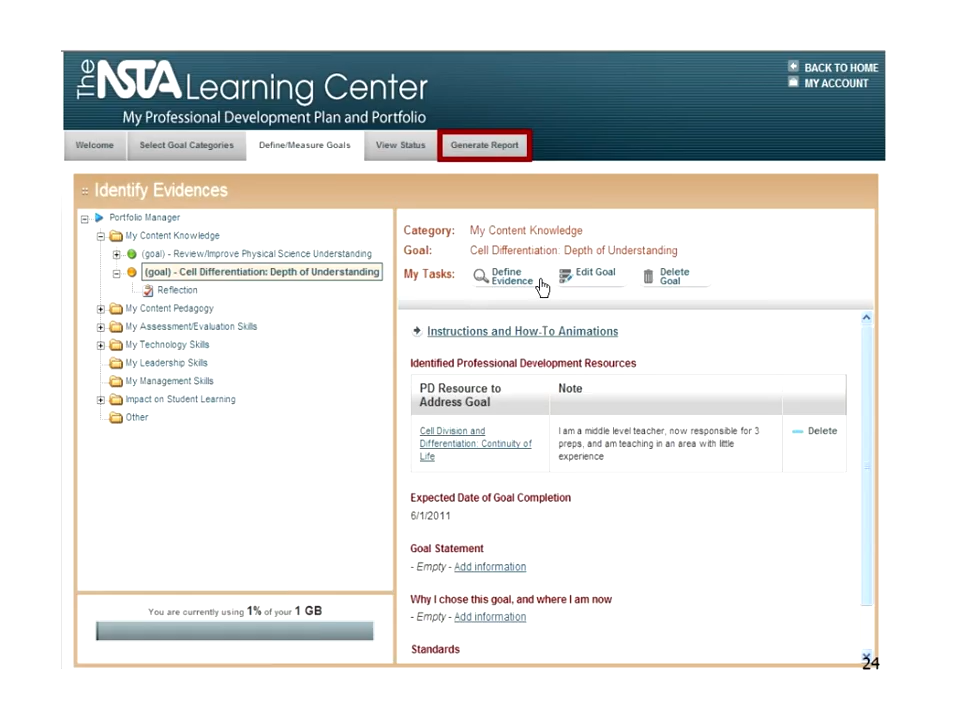 The NSTA Learning Center
My Professional Development Plan and Portfolio
BACK TO HOME
MY ACCOUNT
Welcome
Select Goal Categories
Define/Measure Goals
View Status
Generate Report
:: Identify Evidences
Portfolio Manager
My Content Knowledge
(goal) - Review/Improve Physical Science Understanding
(goal) - Cell Differentiation: Depth of Understanding
Reflection
My Content Pedagogy
My Assessment/Evaluation Skills
My Technology Skills
My Leadership Skills
My Management Skills
Impact on Student Learning
Other
You are currently using 1% of your 1 GB
Category: My Content Knowledge
Goal: Cell Differentiation: Depth of Understanding
My Tasks:
Define
Evidence
Edit Goal
Delete
Goal
Instructions and How-To Animations
Identified Professional Development Resources
PD Resource to
Address Goal
Note
Cell Division and
Differentiation: Continuity of
Life
I am a middle level teacher, now responsible for 3
preps, and am teaching in an area with little
experience
Delete
Expected Date of Goal Completion
6/1/2011
Goal Statement
- Empty - Add information
Why I chose this goal, and where I am now
- Empty - Add information
Standards
24